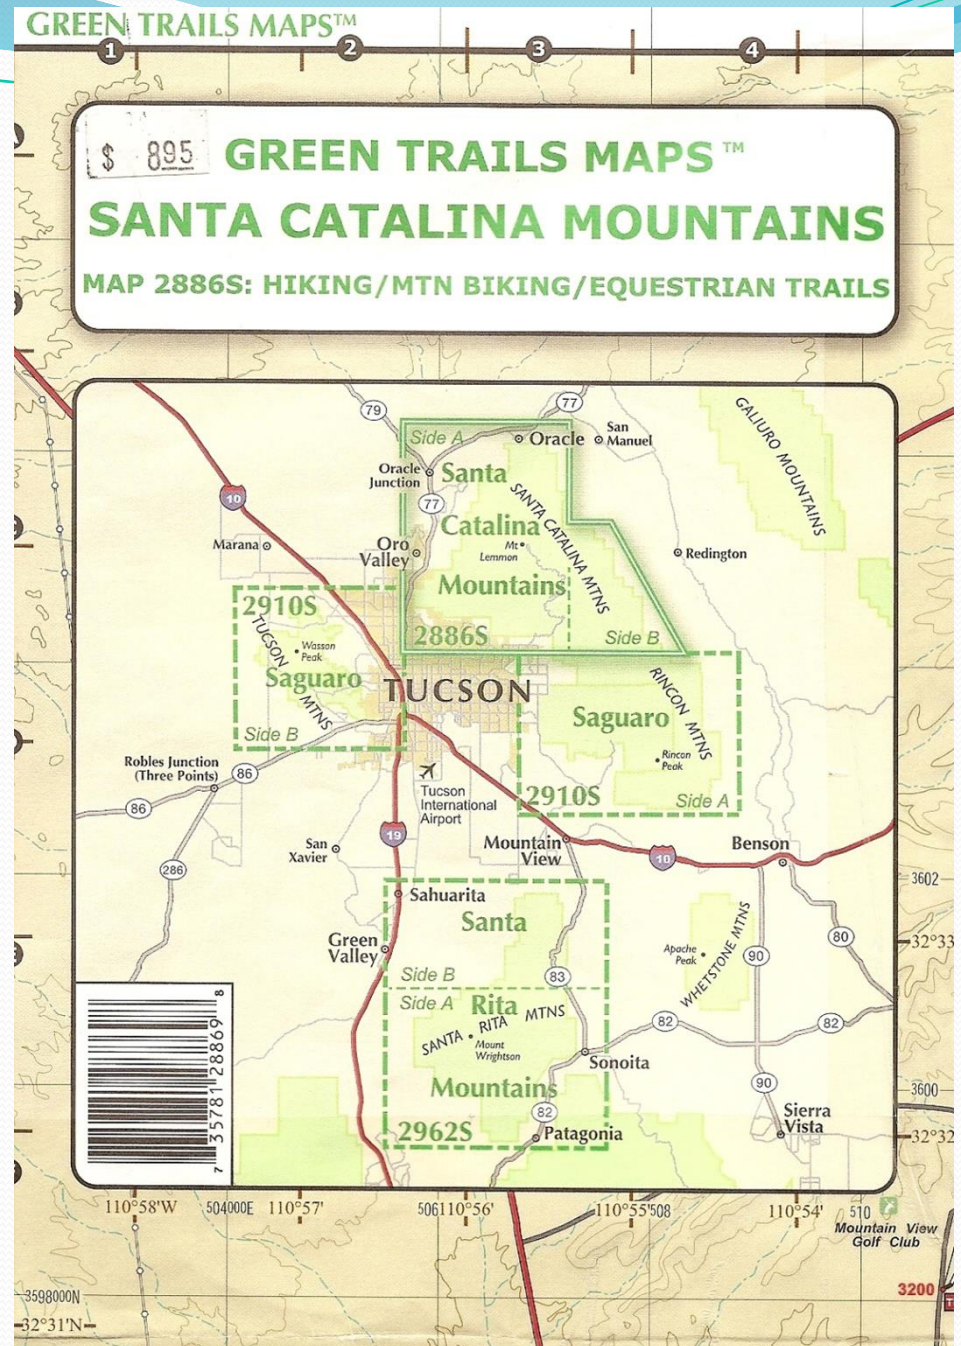 GREEN TRAILS MAPS™
1 2 3 4
$ 895
GREEN TRAILS MAPS™
SANTA CATALINA MOUNTAINS
MAP 2886S: HIKING/MTN BIKING/EQUESTRIAN TRAILS
79
77
Side A
Oracle
San
Manuel
GALIURO MOUNTAINS
Oracle
Junction
Santa
10
77
SANTA CATALINA MTNS
Catalina
Marana
Oro
Valley
Mt
Lemmon
Redington
Mountains
2910S
2886S
Side B
TUCSON
MTNS
Wasson
Peak
Saguaro
TUCSON
RINCON MTNS
Saguaro
Side B
Rincon
Peak
Robles Junction
(Three Points)
86
86
Tucson
International
Airport
2910S
Side A
19
San
Xavier
Mountain
View
10
Benson
286
Sahuarita
3602
Santa
Green
Valley
Apache
Peak
WHETSTONE MTNS
90
80
32°33
Side B
83
Side A
Rita
SANTA RITA MTNS
Mount
Wrightson
82
82
Sonoita
Mountains
90
3600
82
Sierra
Vista
2962S
Patagonia
32°32
7 35781 28869 8
110°58'W
504000E
110°57'
506
110°56'
110°55'
508
110°54'
510
Mountain View
Golf Club
3200
3598000N
32°31'N